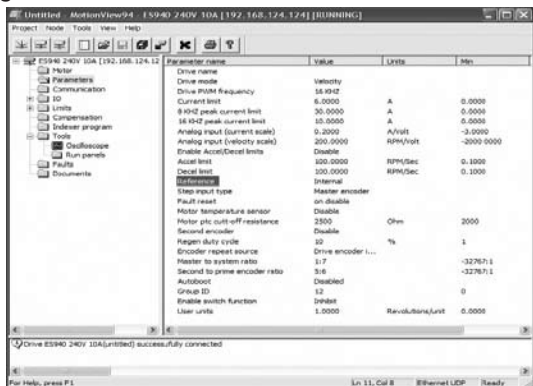 Untitled - MotionView94 - ES940 240V 10A [192.168.124.124] [RUNNING]
Project Node Tools View Help
ES940 240V 10A [192.168.124.12
Motor
Parameters
Communication
IO
Limits
Compensation
Indexer program
Tools
Oscilloscope
Run panels
Faults
Documents
Parameter name Value Units Min
Drive name
Drive mode Velocity
Drive PWM frequency 16 KHZ
Current limit 6.0000 A 0.0000
8 KHZ peak current limit 30.0000 A 0.0000
16 KHZ peak current limit 10.0000 A 0.0000
Analog input (current scale) 0.2000 A/Volt -3.0000
Analog input (velocity scale) 200.0000 RPM/Volt -2000.0000
Enable Accel/Decel limits Disable
Accel limit 100.0000 RPM/Sec 0.1000
Decel limit 100.0000 RPM/Sec 0.1000
Reference Internal
Step input type Master encoder
Fault reset on disable
Motor temperature sensor Disable
Motor ptc cutt-off resistance 2500 Ohm 2000
Second encoder Disable
Regen duty cycle 10 % 1
Encoder repeat source Drive encoder i...
Master to system ratio 1:7 -32767:1
Second to prime encoder ratio 5:6 -32767:1
Autoboot Disabled
Group ID 12 0
Enable switch function Inhibit
User units 1.0000 Revolutions/unit 0.0000
Drive ES940 240V 10A(untitled) successfully connected
For Help, press F1 Ln 11, Col 8 Ethernet UDP Ready